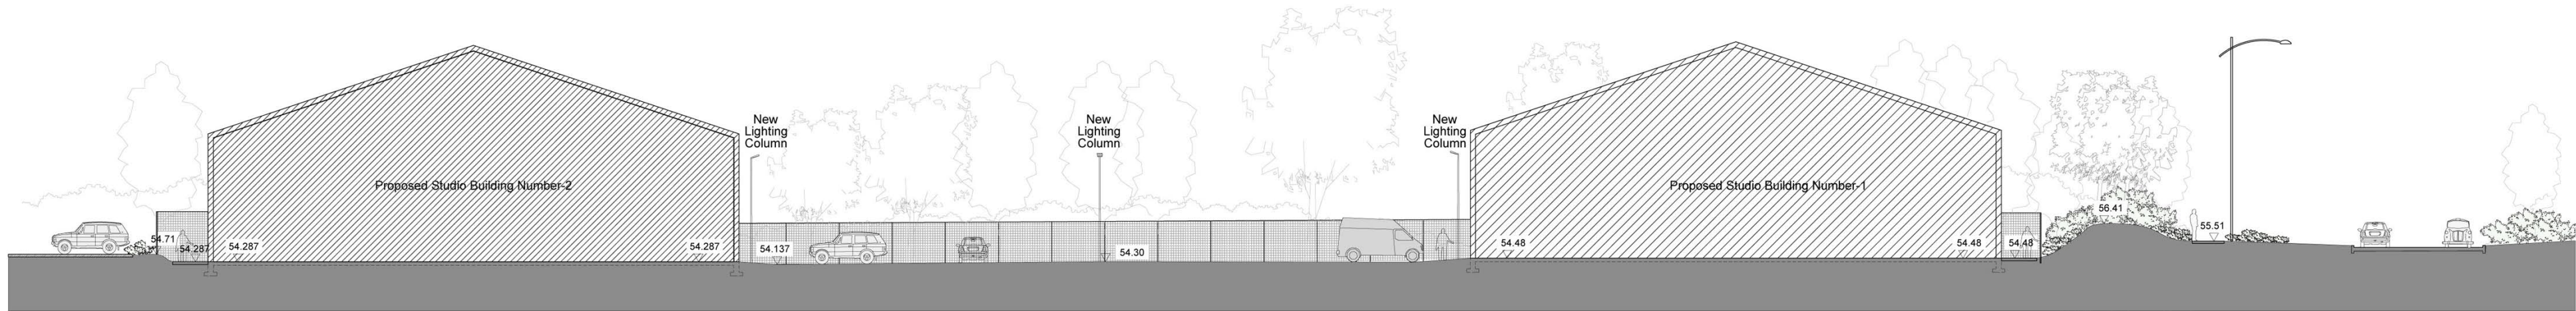 New
Lighting
Column
New
Lighting
Column
New
Lighting
Column
Proposed Studio Building Number-2
Proposed Studio Building Number-1
56.41
55.51
54.71
54.287
54.287
54.287
54.137
54.30
54.48
54.48
54.48